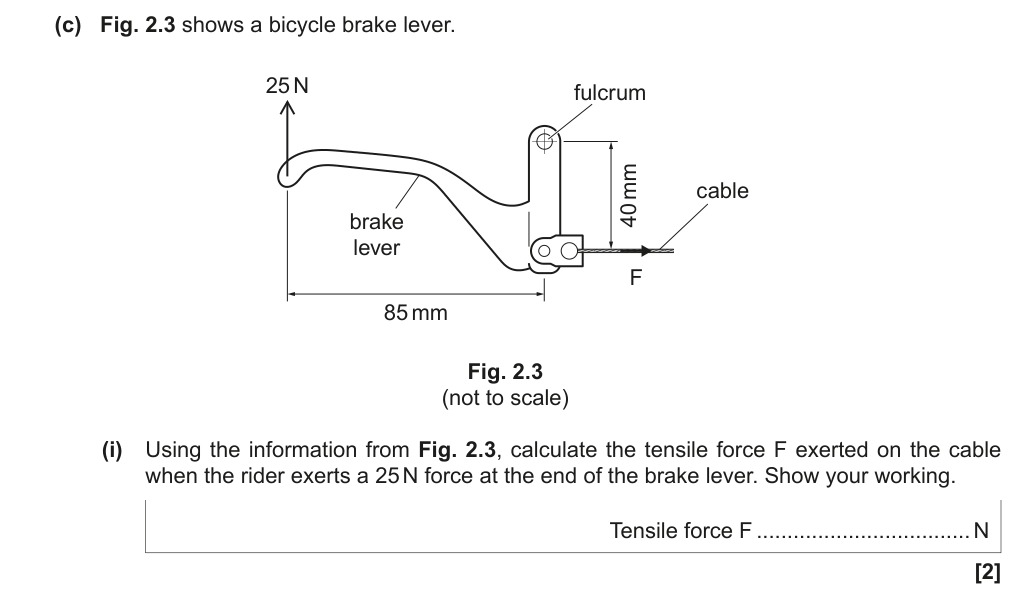 (c) Fig. 2.3 shows a bicycle brake lever.
25 N
fulcrum
40 mm
cable
brake
lever
F
85 mm
Fig. 2.3
(not to scale)
(i) Using the information from Fig. 2.3, calculate the tensile force F exerted on the cable
when the rider exerts a 25 N force at the end of the brake lever. Show your working.
Tensile force F ................................... N
[2]